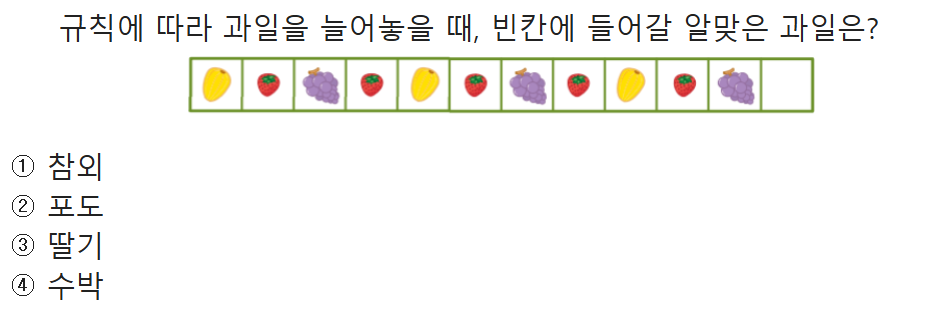 규칙에 따라 과일을 늘어놓을 때, 빈칸에 들어갈 알맞은 과일은?
① 참외
② 포도
③ 딸기
④ 수박